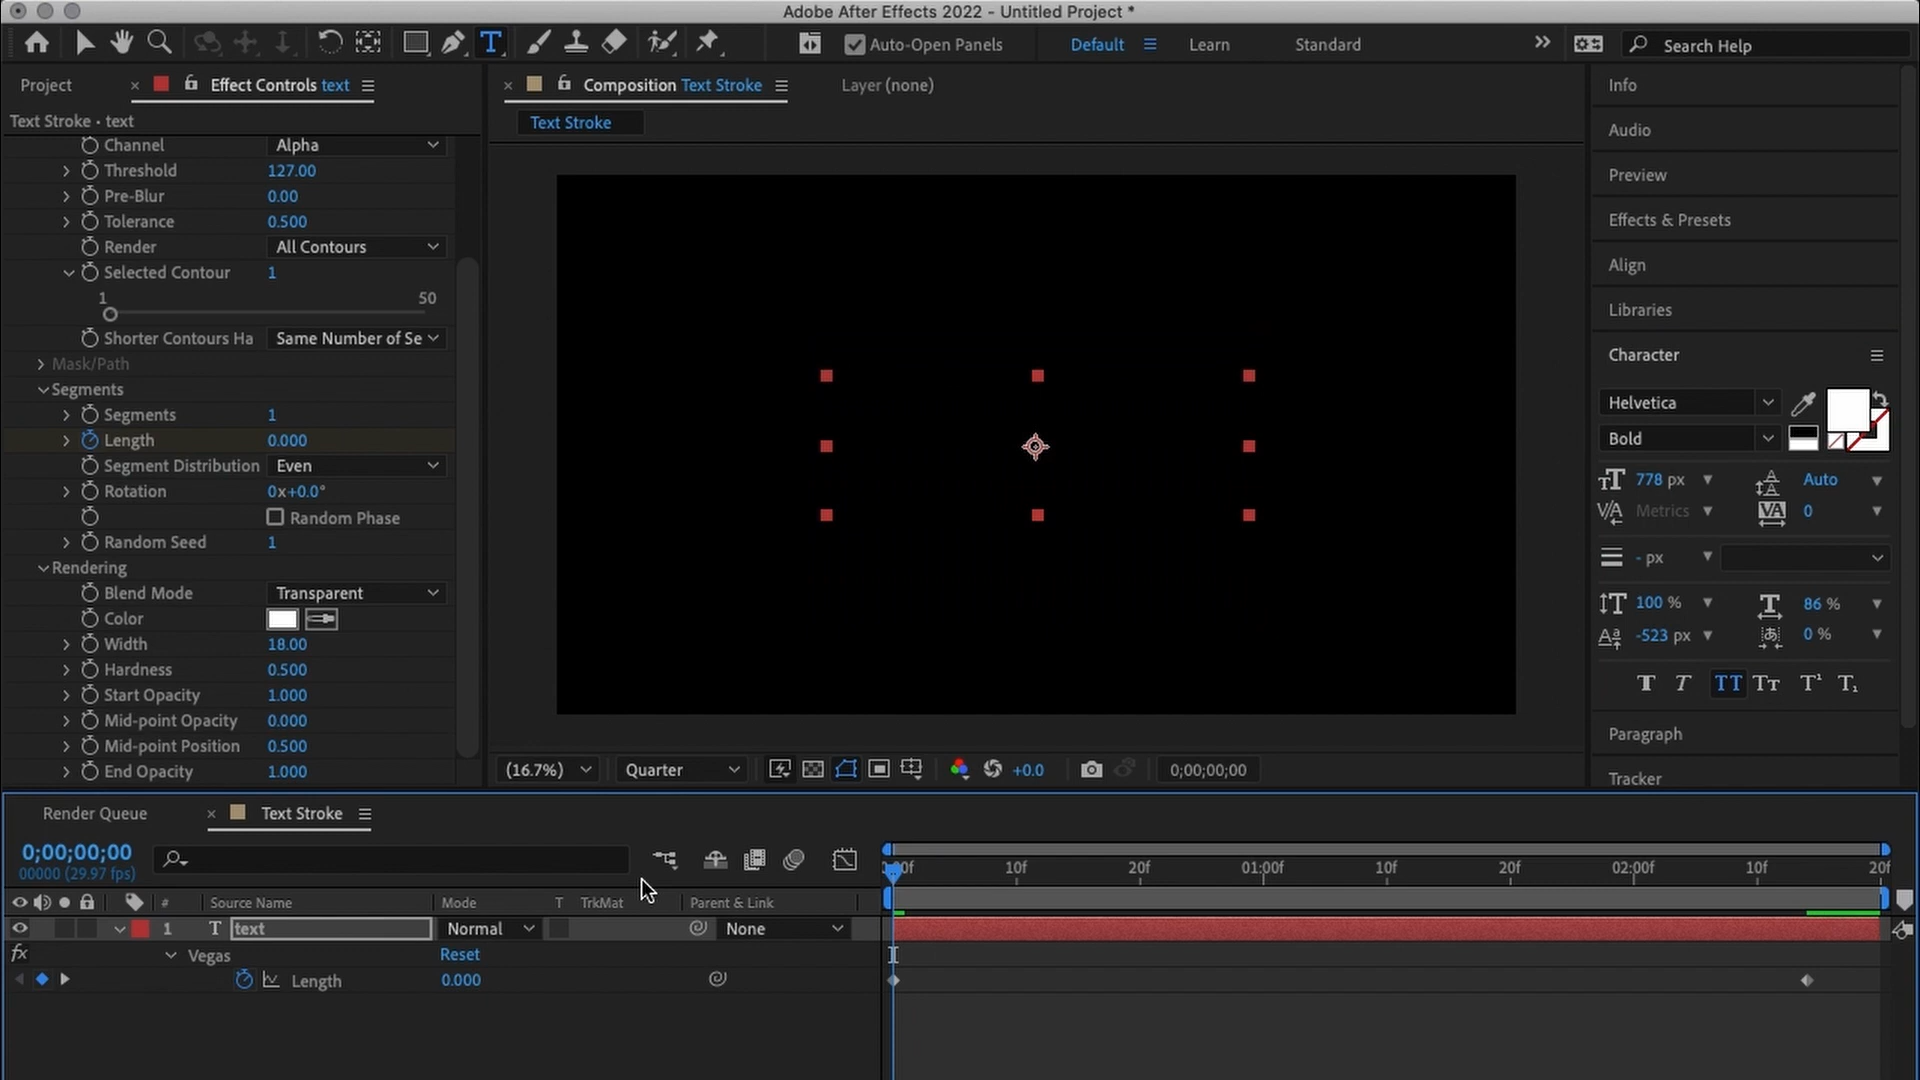 Adobe After Effects 2022 - Untitled Project *
T
Auto-Open Panels
Default
Learn
Standard
Search Help
Project
Effect Controls text
Composition Text Stroke
Layer (none)
Text Stroke • text
Text Stroke
Channel
Alpha
Threshold
127.00
Pre-Blur
0.00
Tolerance
0.500
Render
All Contours
Selected Contour
1
1
50
Shorter Contours Ha
Same Number of Se
Mask/Path
Segments
Segments
1
Length
0.000
Segment Distribution
Even
Rotation
0x+0.0°
Random Phase
Random Seed
1
Rendering
Blend Mode
Transparent
Color
Width
18.00
Hardness
0.500
Start Opacity
1.000
Mid-point Opacity
0.000
Mid-point Position
0.500
End Opacity
1.000
(16.7%)
Quarter
+0.0
0;00;00;00
Info
Audio
Preview
Effects & Presets
Align
Libraries
Character
Helvetica
Bold
778 px
Auto
Metrics
0
- px
100 %
86 %
-523 px
0 %
Paragraph
Tracker
Render Queue
Text Stroke
0;00;00;00
00000 (29.97 fps)
:00f
10f
20f
01:00f
10f
20f
02:00f
10f
20f
#
Source Name
Mode
T
TrkMat
Parent & Link
1
T
text
Normal
None
fx
Vegas
Reset
Length
0.000